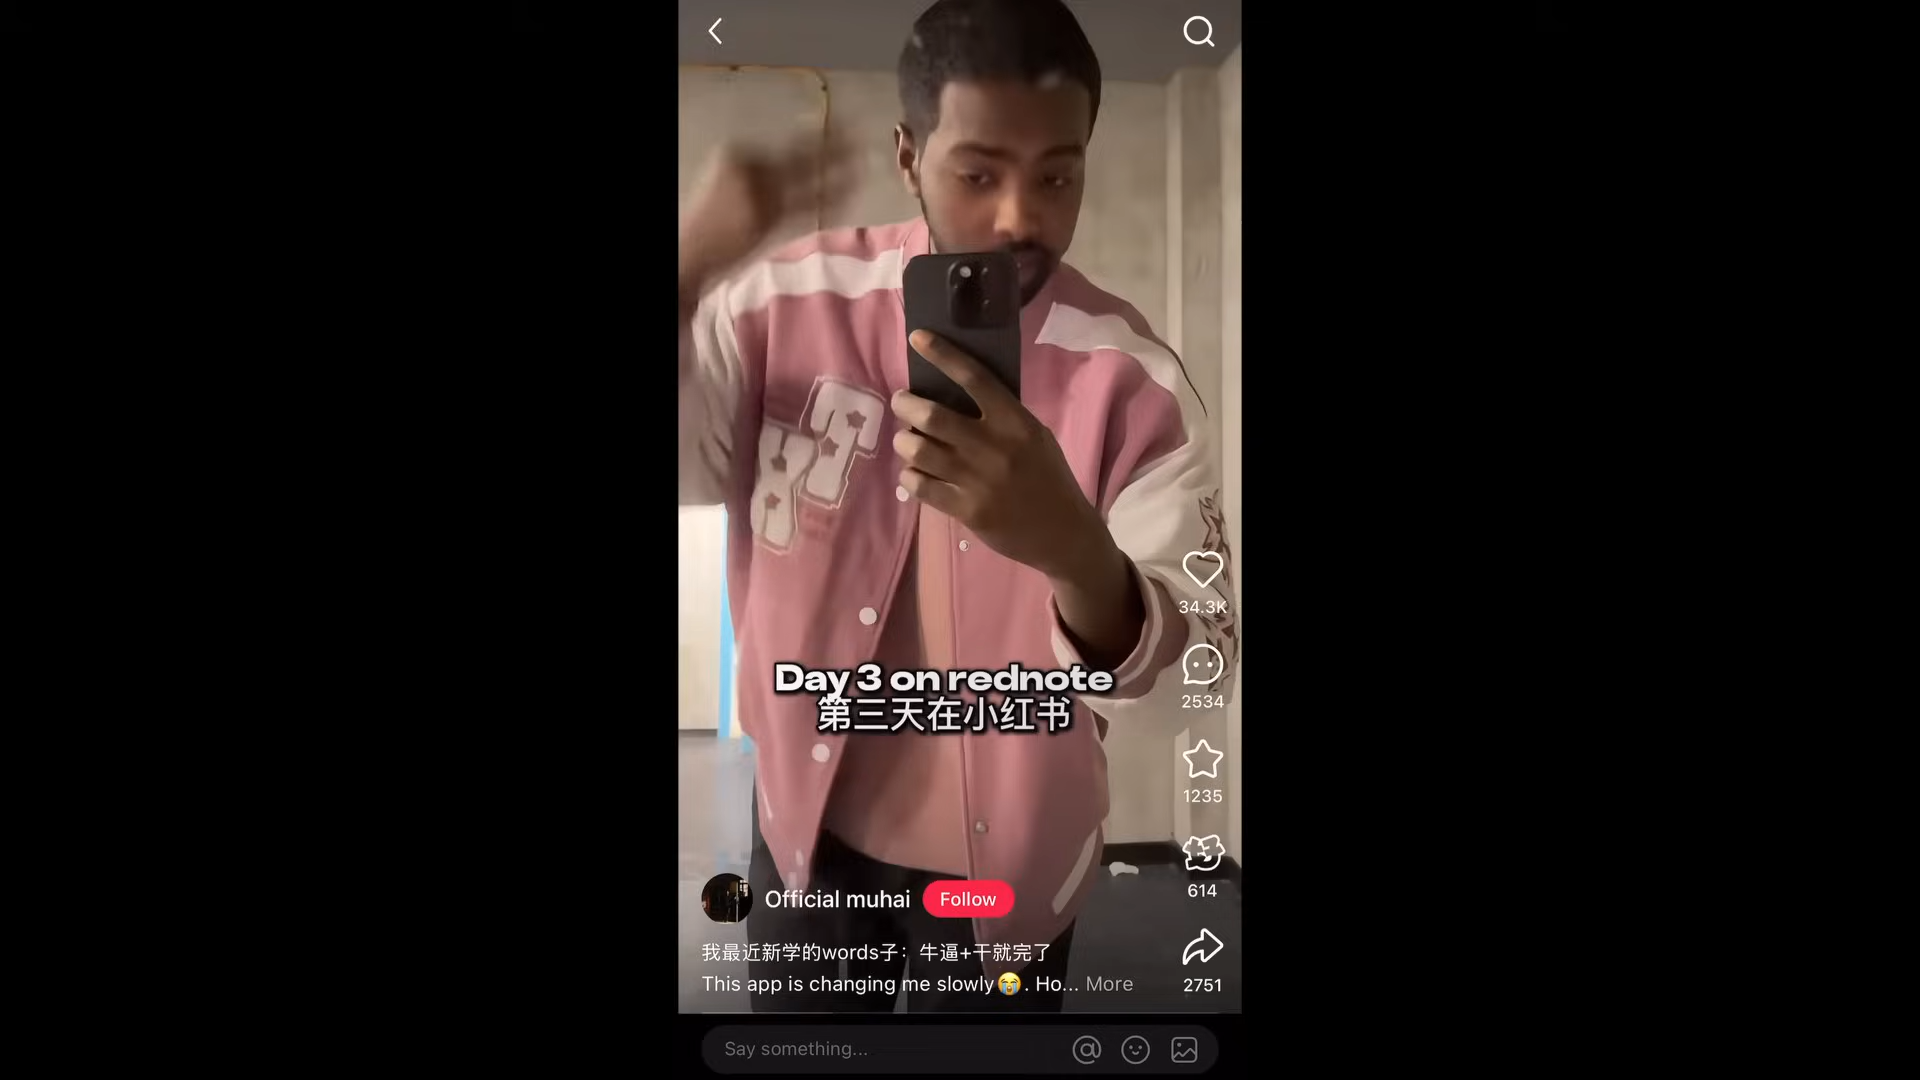 YT
Day 3 on rednote
第三天在小红书
34.3K
2534
1235
614
Official muhai
Follow
我最近新学的words子：牛逼+干就完了
This app is changing me slowly😭. Ho... More
2751
Say something...